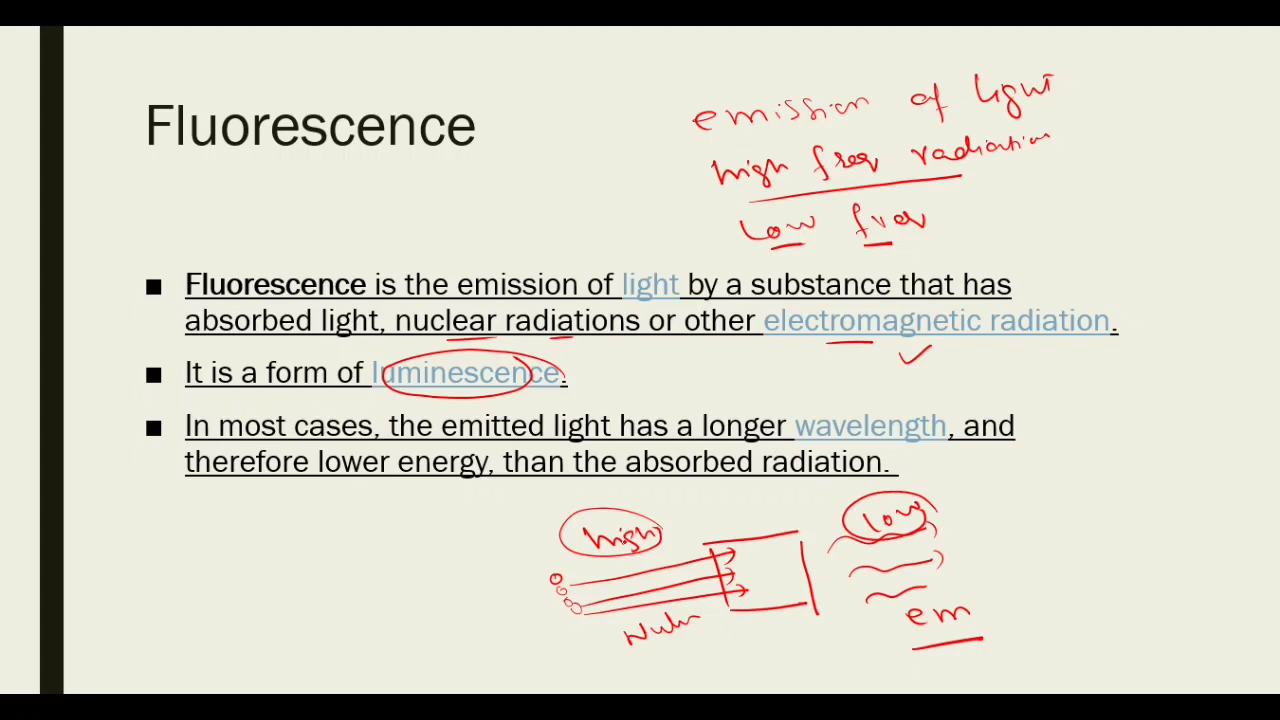 Fluorescence
emission of light
high freq radiation
low freq
■ Fluorescence is the emission of light by a substance that has
absorbed light, nuclear radiations or other electromagnetic radiation.
■ It is a form of luminescence.
■ In most cases, the emitted light has a longer wavelength, and
therefore lower energy, than the absorbed radiation.
high
low
em